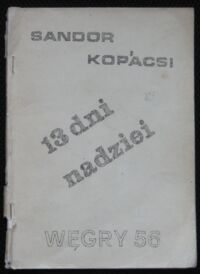 SANDOR
KOPÁCSI
13 dni
nadziei
WĘGRY 56